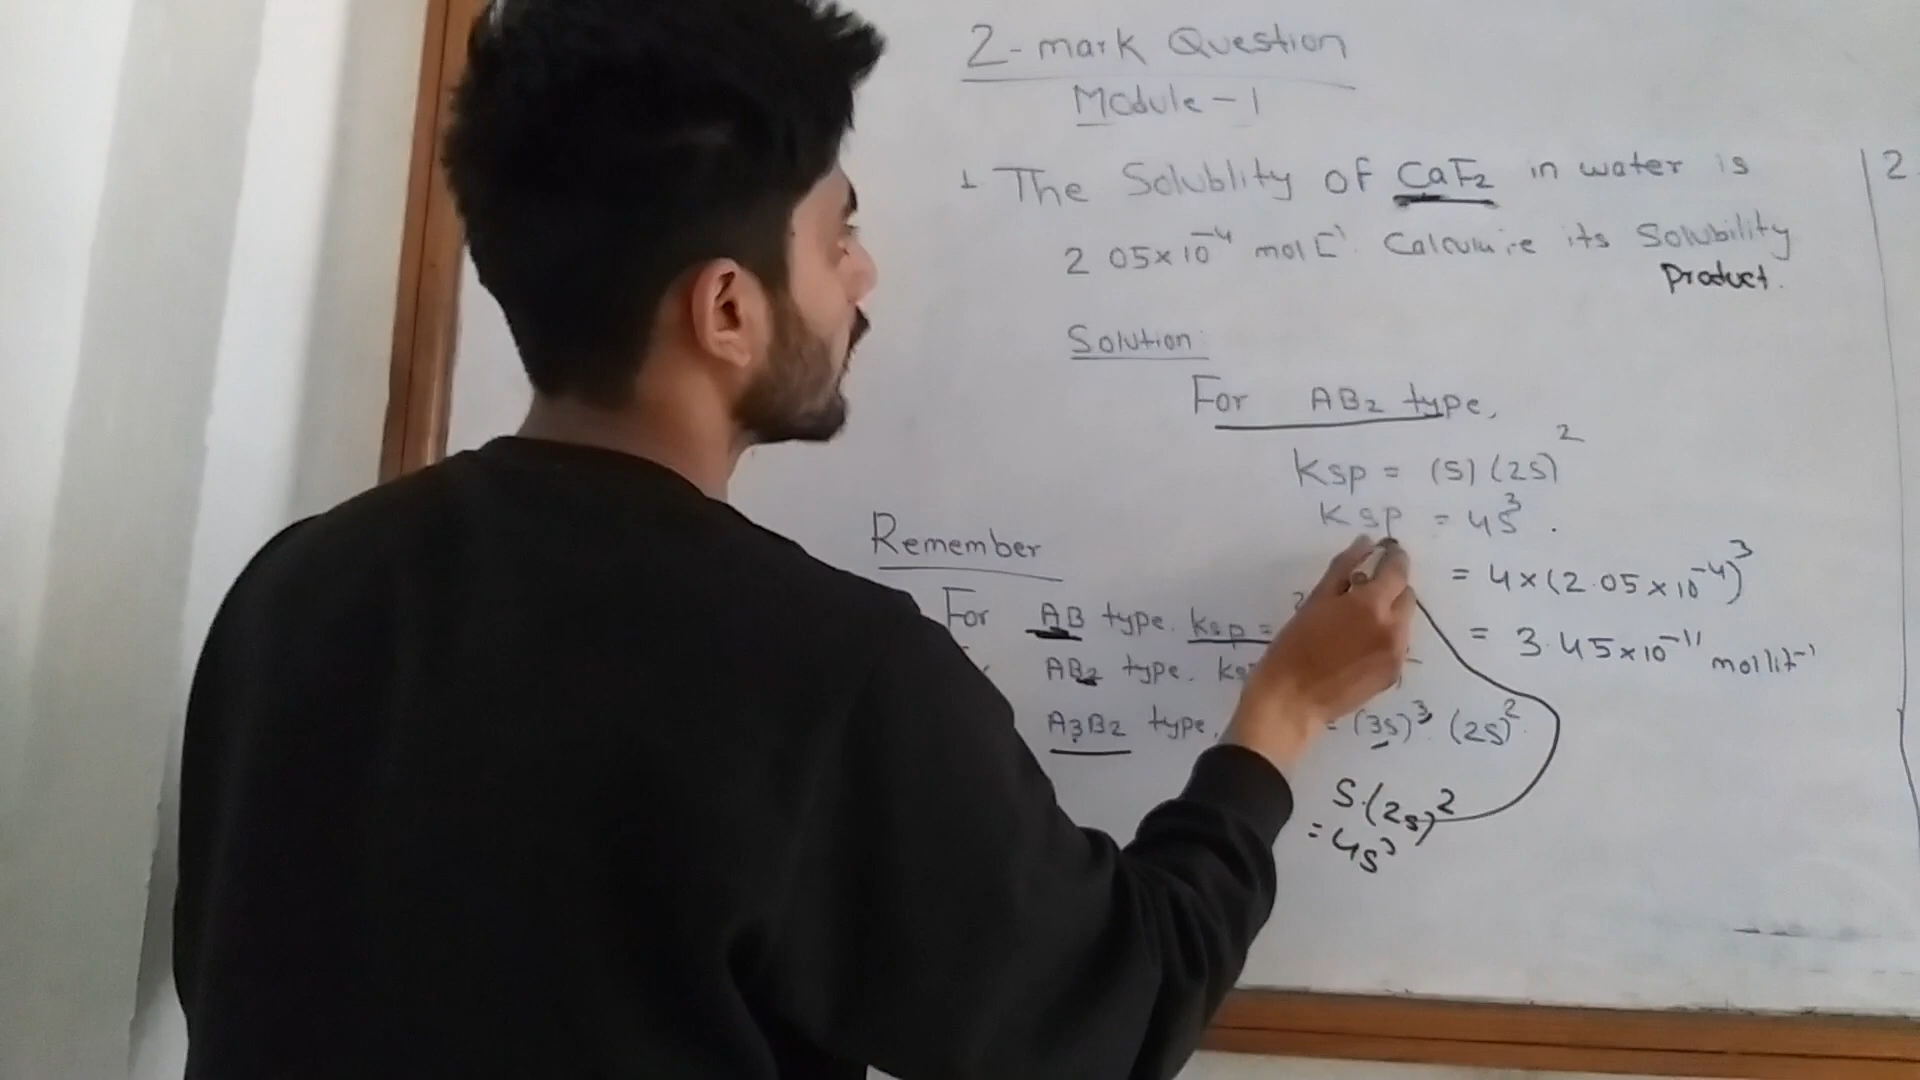 2-mark Question
Module-1
1 The Solublity of CaF2 in water is
2 05×10⁻⁴ mol L⁻¹. its Solubility
Product.
Solution:
For AB2 type,
Ksp = (S) (2S)²
Ksp = 4S³.
= 4×(2.05×10⁻⁴)³
= 3.45×10⁻¹¹ mol lit⁻¹
Remember
For AB type. Ksp =
AB2 type.
A3B2 type, = (3S)³. (2S)²
S.(2s)²
= 4s³
2